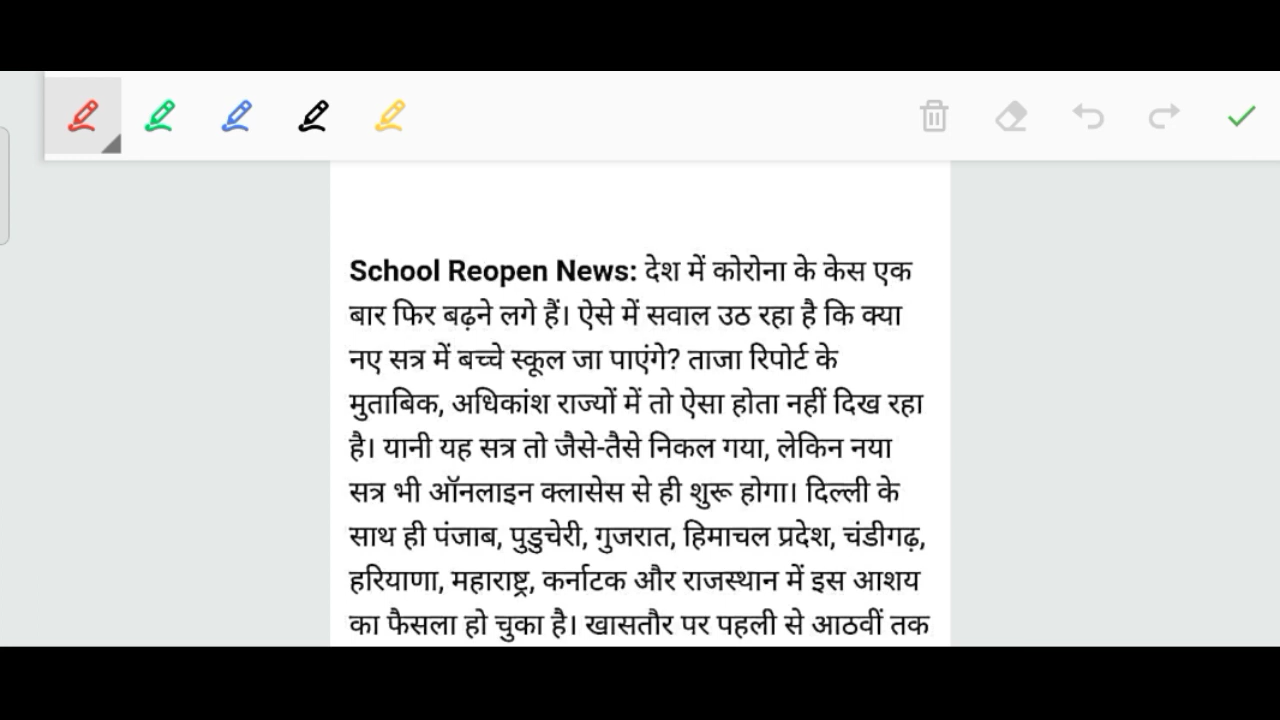 School Reopen News: देश में कोरोना के केस एक
बार फिर बढ़ने लगे हैं। ऐसे में सवाल उठ रहा है कि क्या
नए सत्र में बच्चे स्कूल जा पाएंगे? ताजा रिपोर्ट के
मुताबिक, अधिकांश राज्यों में तो ऐसा होता नहीं दिख रहा
है। यानी यह सत्र तो जैसे-तैसे निकल गया, लेकिन नया
सत्र भी ऑनलाइन क्लासेस से ही शुरू होगा। दिल्ली के
साथ ही पंजाब, पुडुचेरी, गुजरात, हिमाचल प्रदेश, चंडीगढ़,
हरियाणा, महाराष्ट्र, कर्नाटक और राजस्थान में इस आशय
का फैसला हो चुका है। खासतौर पर पहली से आठवीं तक